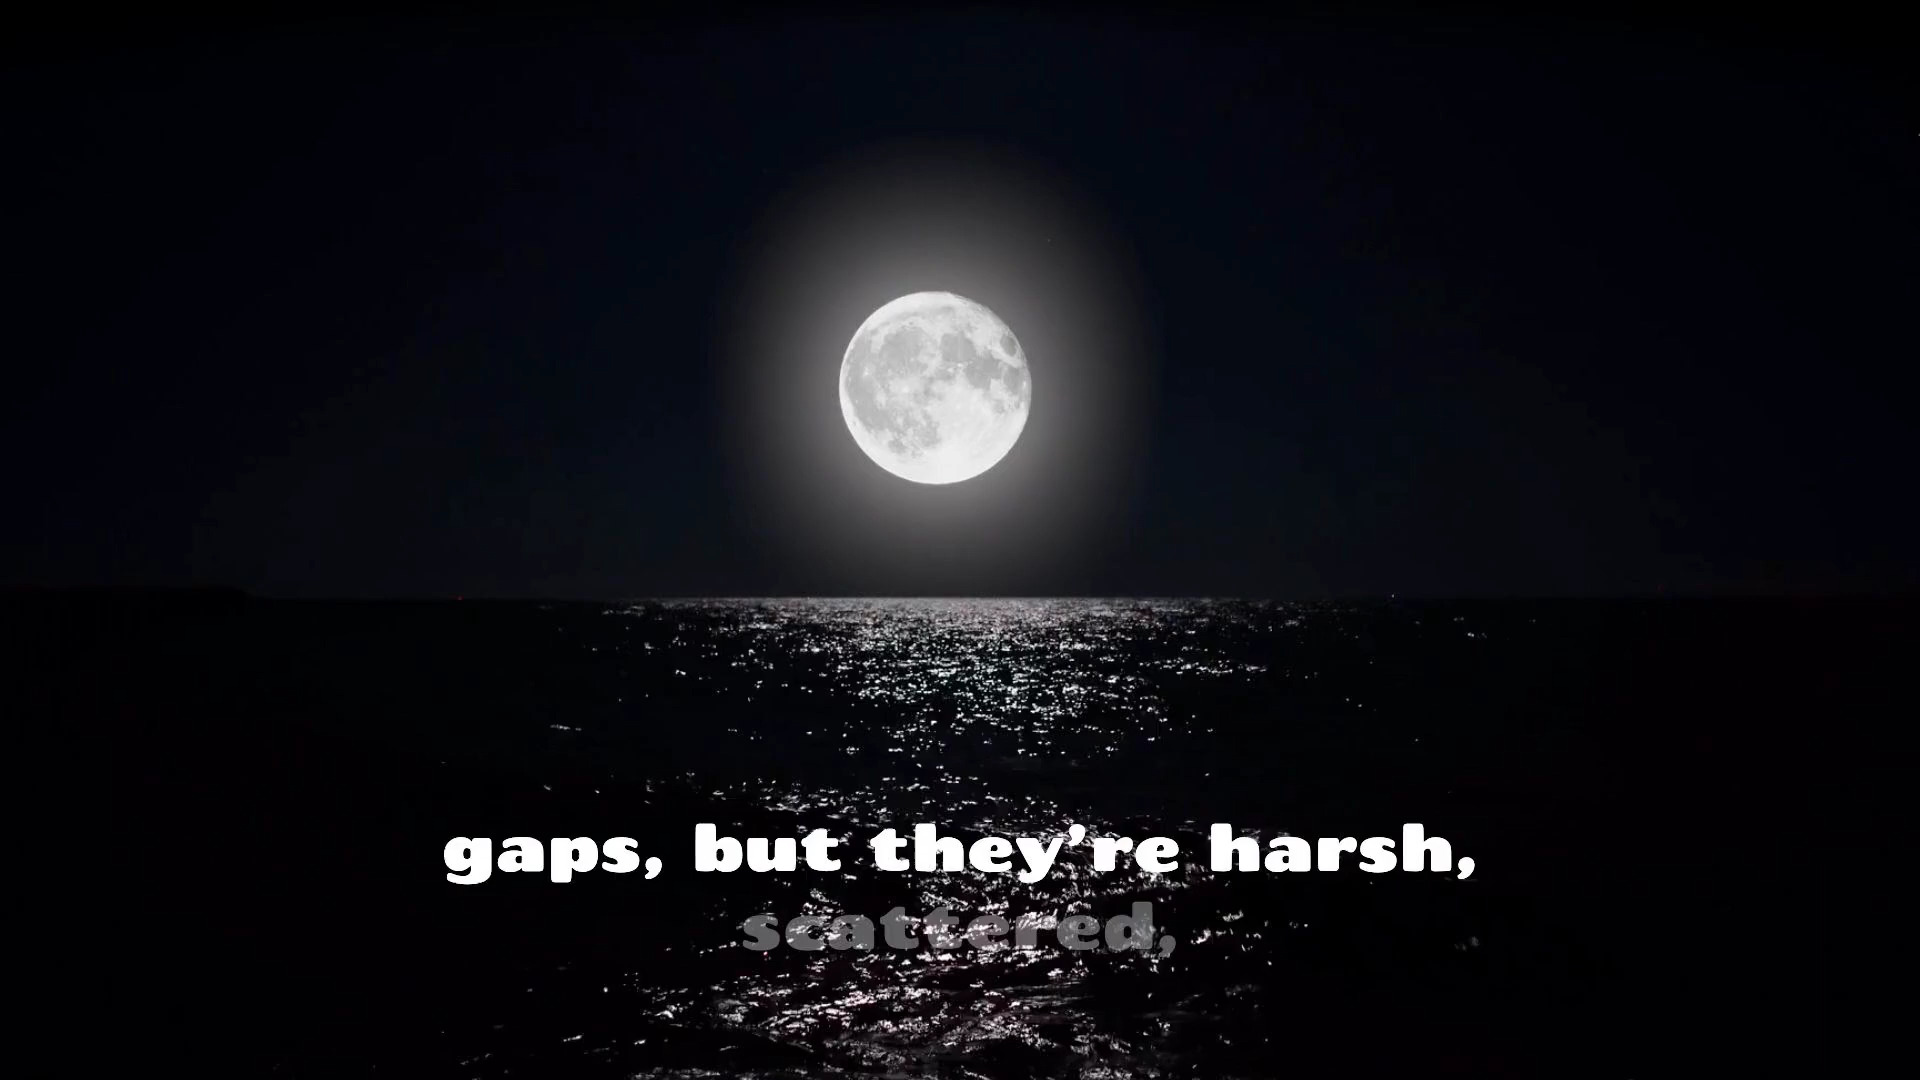 gaps, but they’re harsh,
scattered,